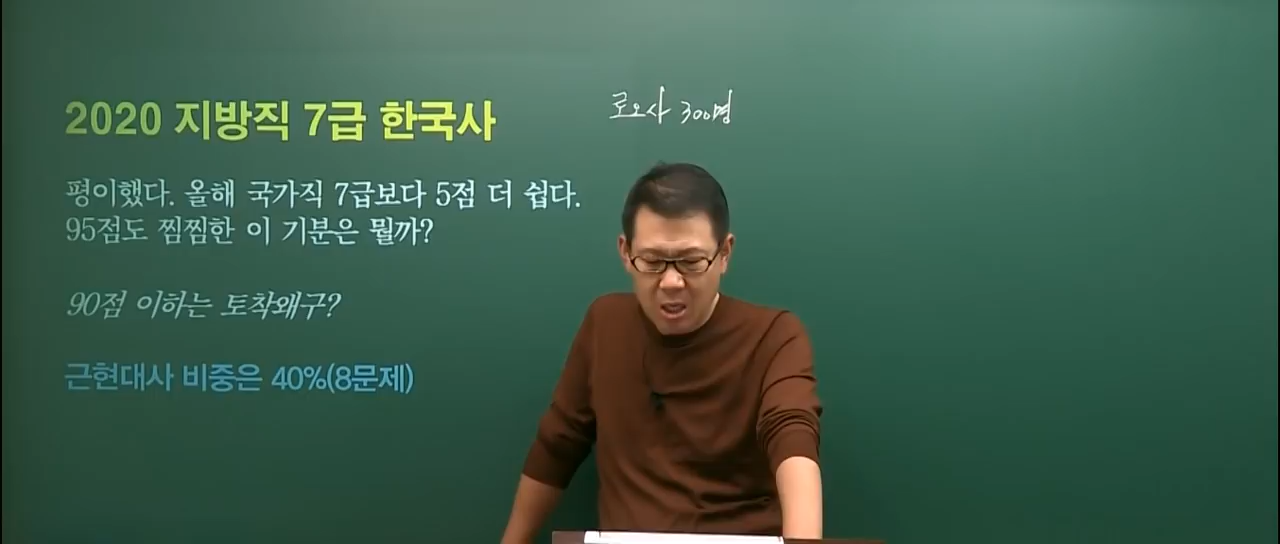 2020 지방직 7급 한국사
로오사 300명
평이했다. 올해 국가직 7급보다 5점 더 쉽다.
95점도 찜찜한 이 기분은 뭘까?
90점 이하는 토착왜구?
근현대사 비중은 40%(8문제)